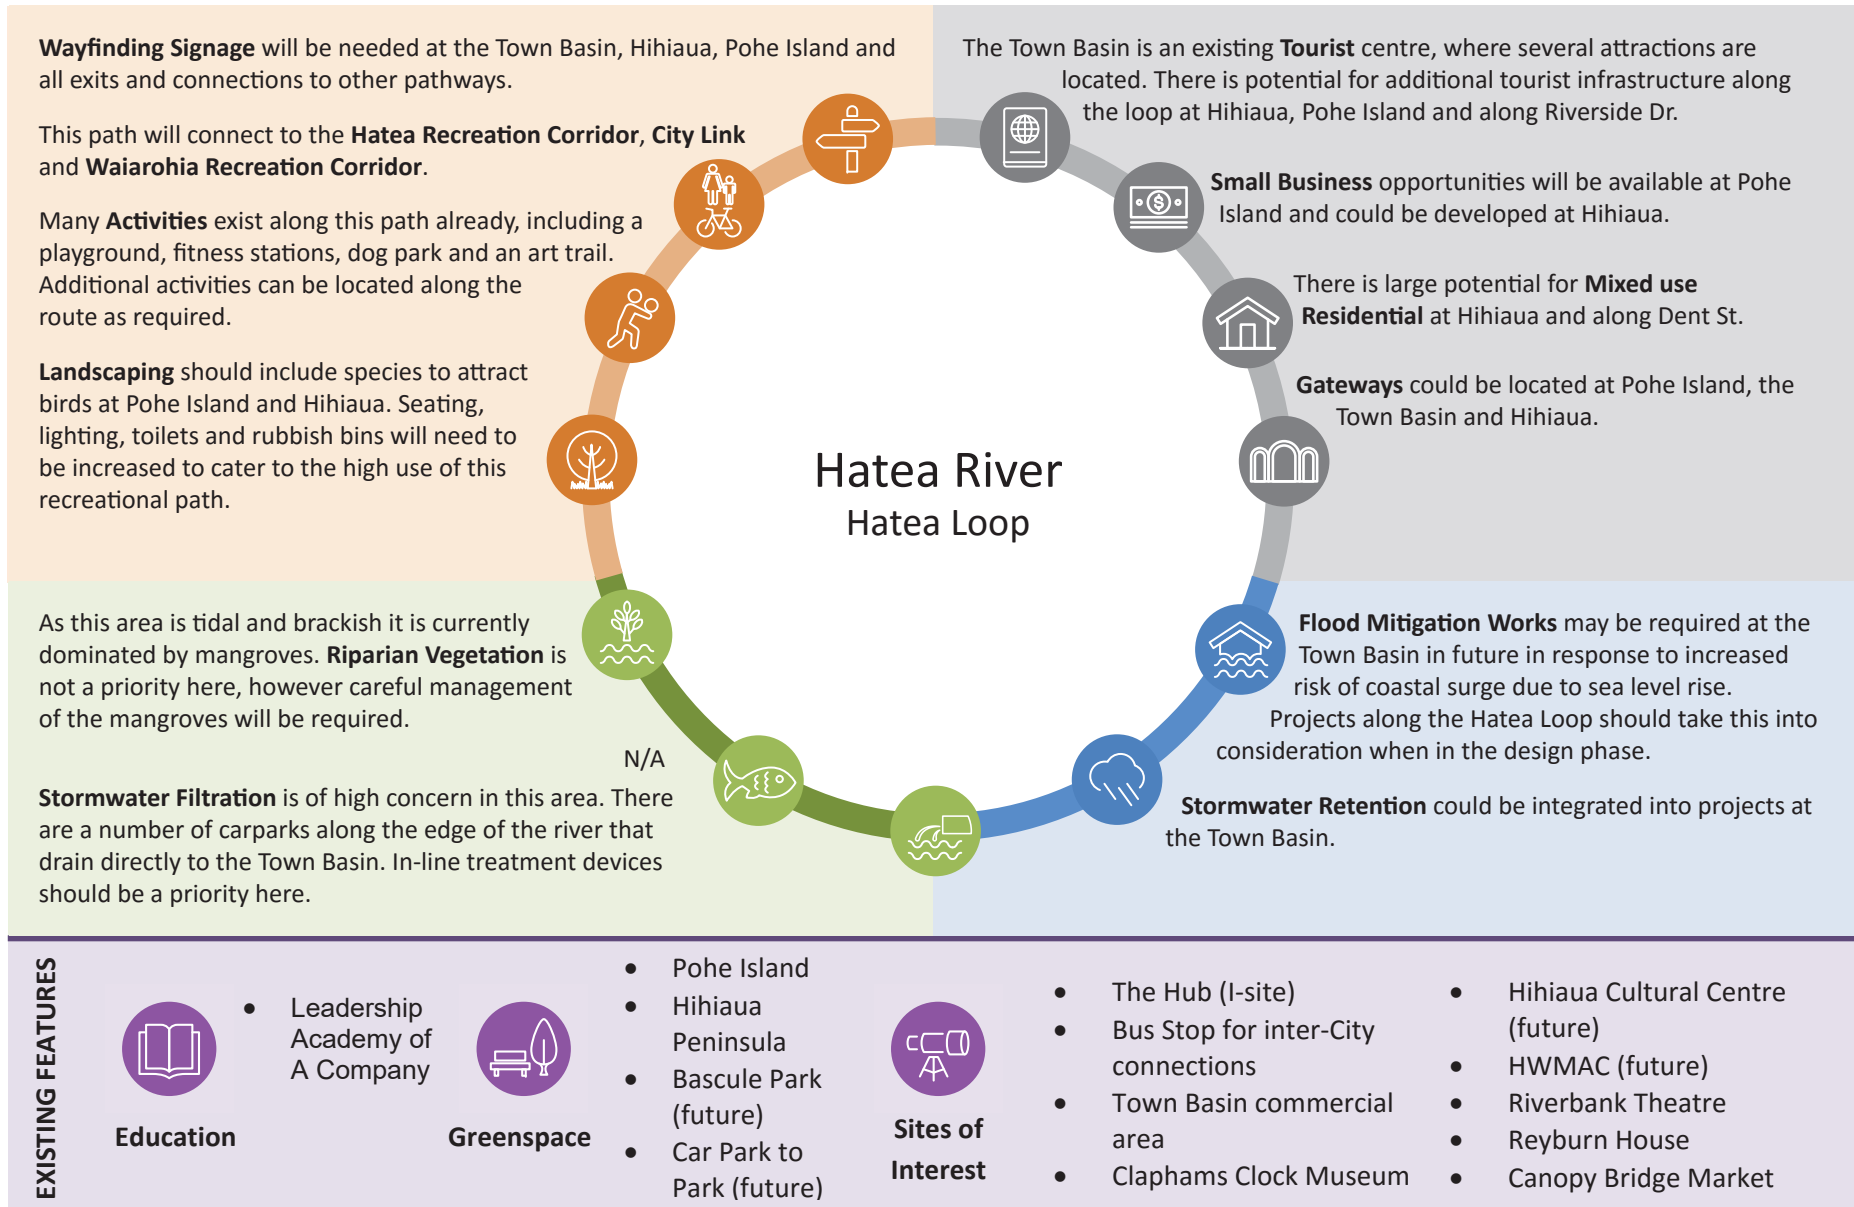 Wayfinding Signage will be needed at the Town Basin, Hihiaua, Pohe Island and
all exits and connections to other pathways.
This path will connect to the Hatea Recreation Corridor, City Link
and Waiarohia Recreation Corridor.
Many Activities exist along this path already, including a
playground, fitness stations, dog park and an art trail.
Additional activities can be located along the
route as required.
Landscaping should include species to attract
birds at Pohe Island and Hihiaua. Seating,
lighting, toilets and rubbish bins will need to
be increased to cater to the high use of this
recreational path.
The Town Basin is an existing Tourist centre, where several attractions are
located. There is potential for additional tourist infrastructure along
the loop at Hihiaua, Pohe Island and along Riverside Dr.
Small Business opportunities will be available at Pohe
Island and could be developed at Hihiaua.
There is large potential for Mixed use
Residential at Hihiaua and along Dent St.
Gateways could be located at Pohe Island, the
Town Basin and Hihiaua.
Hatea River
Hatea Loop
As this area is tidal and brackish it is currently
dominated by mangroves. Riparian Vegetation is
not a priority here, however careful management
of the mangroves will be required.
N/A
Stormwater Filtration is of high concern in this area. There
are a number of carparks along the edge of the river that
drain directly to the Town Basin. In-line treatment devices
should be a priority here.
Flood Mitigation Works may be required at the
Town Basin in future in response to increased
risk of coastal surge due to sea level rise.
Projects along the Hatea Loop should take this into
consideration when in the design phase.
Stormwater Retention could be integrated into projects at
the Town Basin.
EXISTING FEATURES
Education
• Leadership
Academy of
A Company
Greenspace
• Pohe Island
• Hihiaua
Peninsula
• Bascule Park
(future)
• Car Park to
Park (future)
Sites of
Interest
• The Hub (I-site)
• Bus Stop for inter-City
connections
• Town Basin commercial
area
• Claphams Clock Museum
• Hihiaua Cultural Centre
(future)
• HWMAC (future)
• Riverbank Theatre
• Reyburn House
• Canopy Bridge Market